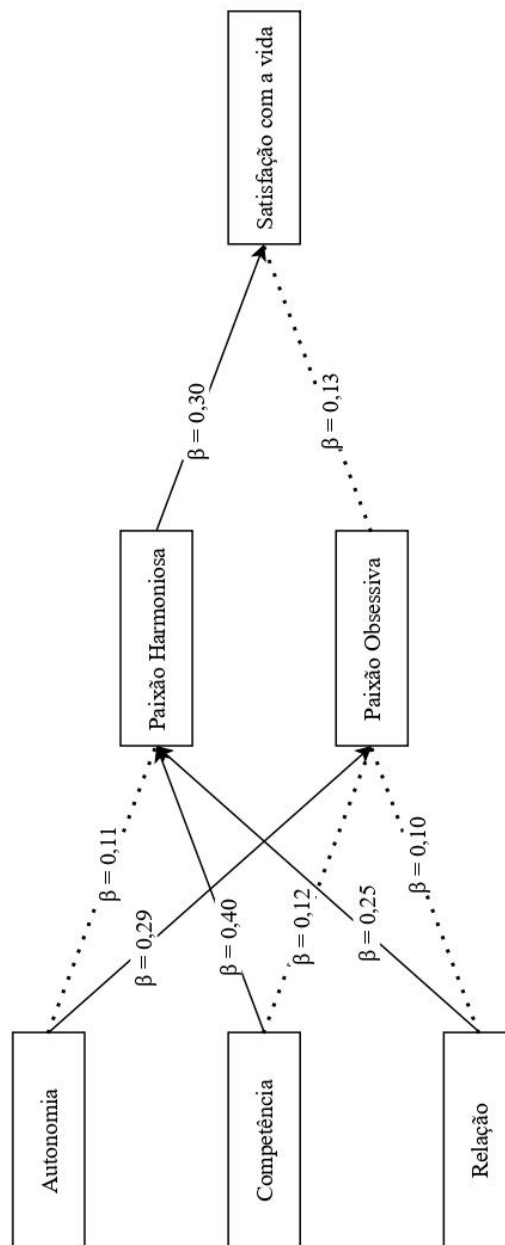 Autonomia
Competência
Relação
β = 0,11
β = 0,29
β = 0,40
β = 0,12
β = 0,25
β = 0,10
Paixão Harmoniosa
Paixão Obsessiva
β = 0,30
β = 0,13
Satisfação com a vida